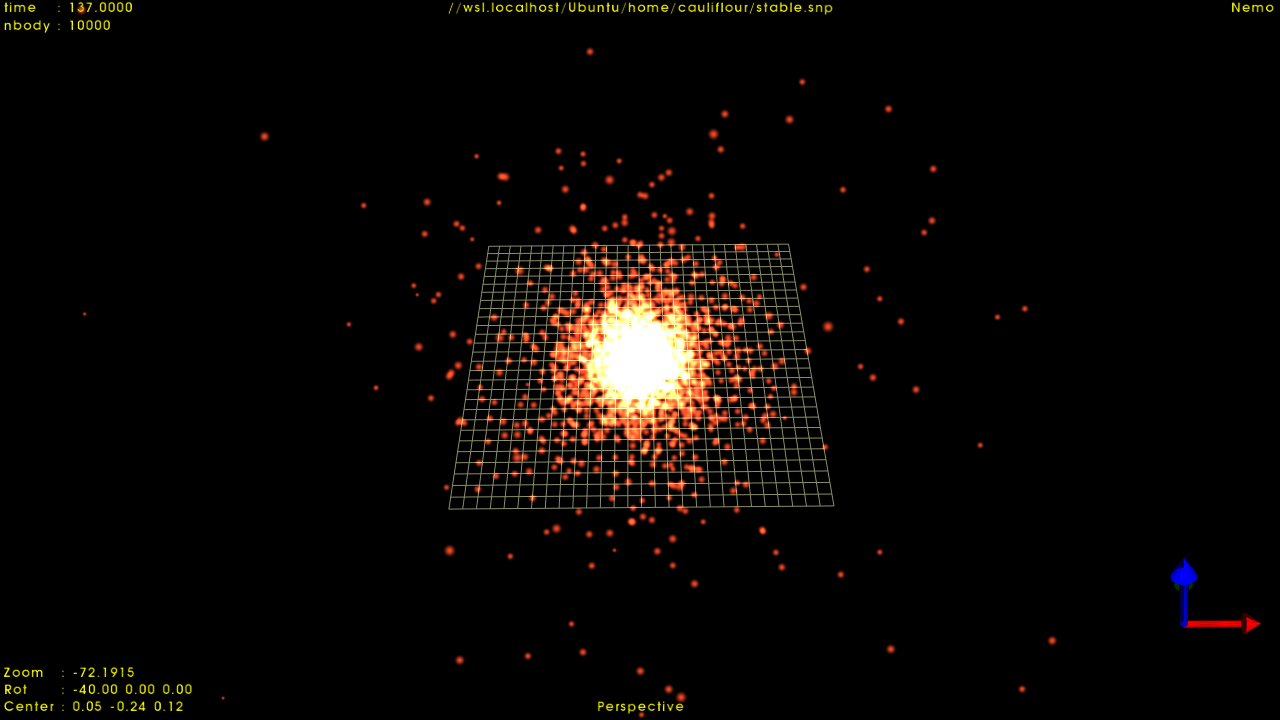 time : 137.0000
//wsl.localhost/Ubuntu/home/cauliflour/stable.snp
Nemo
nbody : 10000
Zoom : -72.1915
Rot : -40.00 0.00 0.00
Center : 0.05 -0.24 0.12
Perspective